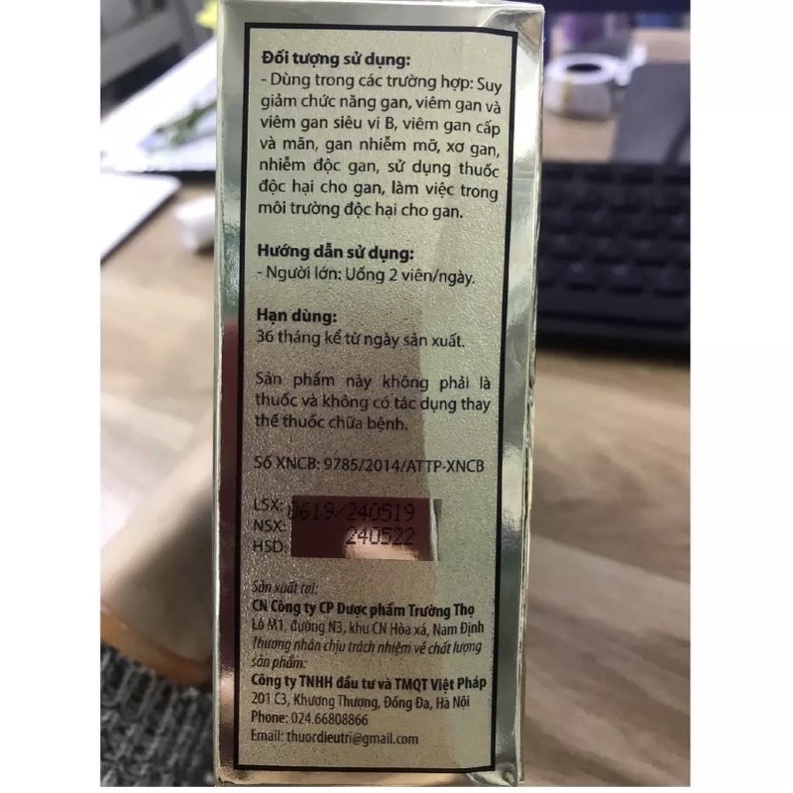 Đối tượng sử dụng:
- Dùng trong các trường hợp: Suy
giảm chức năng gan, viêm gan và
viêm gan siêu vi B, viêm gan cấp
và mãn, gan nhiễm mỡ, xơ gan,
nhiễm độc gan, sử dụng thuốc
độc hại cho gan, làm việc trong
môi trường độc hại cho gan.
Hướng dẫn sử dụng:
- Người lớn: Uống 2 viên/ngày.
Hạn dùng:
36 tháng kể từ ngày sản xuất.
Sản phẩm này không phải là
thuốc và không có tác dụng thay
thế thuốc chữa bệnh.
Số XNCB: 9785/2014/ATTP-XNCB
LSX: 0619/240519
NSX: 240522
HSD:
Sản xuất tại:
CN Công ty CP Dược phẩm Trường Thọ
Lô M1, đường N3, khu CN Hòa xá, Nam Định
Thương nhân chịu trách nhiệm về chất lượng
sản phẩm:
Công ty TNHH đầu tư và TMQT Việt Pháp
201 C3, Khương Thượng, Đống Đa, Hà Nội
Phone: 024.66808866
Email: thuocdieutri@gmail.com